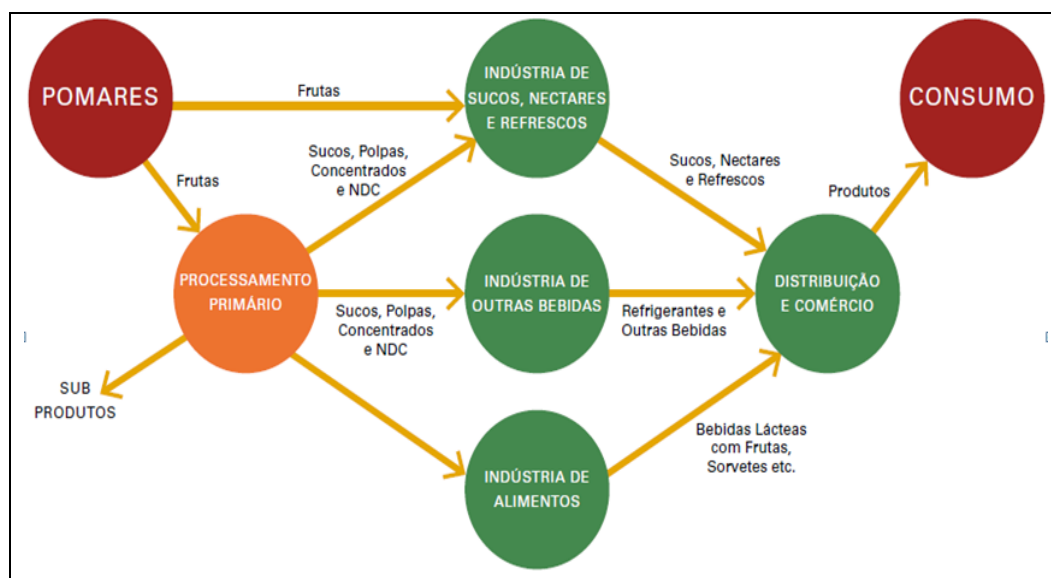 POMARES
Frutas
INDÚSTRIA DE
SUCOS, NECTARES
E REFRESCOS
CONSUMO
Frutas
Sucos, Polpas,
Concentrados
e NDC
Sucos, Nectares
e Refrescos
Produtos
PROCESSAMENTO
PRIMÁRIO
Sucos, Polpas,
Concentrados
e NDC
INDÚSTRIA DE
OUTRAS BEBIDAS
Refrigerantes e
Outras Bebidas
DISTRIBUIÇÃO
E COMÉRCIO
SUB
PRODUTOS
INDÚSTRIA DE
ALIMENTOS
Bebidas Lácteas
com Frutas,
Sorvetes etc.